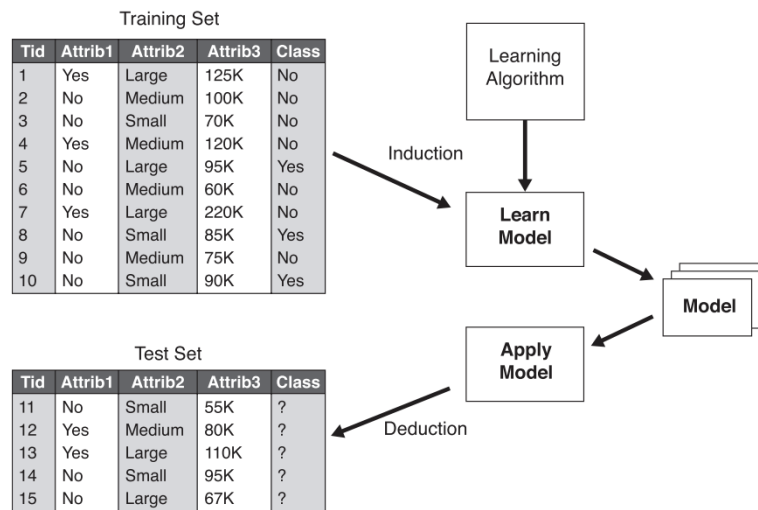 Training Set
Tid Attrib1 Attrib2 Attrib3 Class
1 Yes Large 125K No
2 No Medium 100K No
3 No Small 70K No
4 Yes Medium 120K No
5 No Large 95K Yes
6 No Medium 60K No
7 Yes Large 220K No
8 No Small 85K Yes
9 No Medium 75K No
10 No Small 90K Yes
Learning
Algorithm
Induction
Learn
Model
Model
Apply
Model
Deduction
Test Set
Tid Attrib1 Attrib2 Attrib3 Class
11 No Small 55K ?
12 Yes Medium 80K ?
13 Yes Large 110K ?
14 No Small 95K ?
15 No Large 67K ?